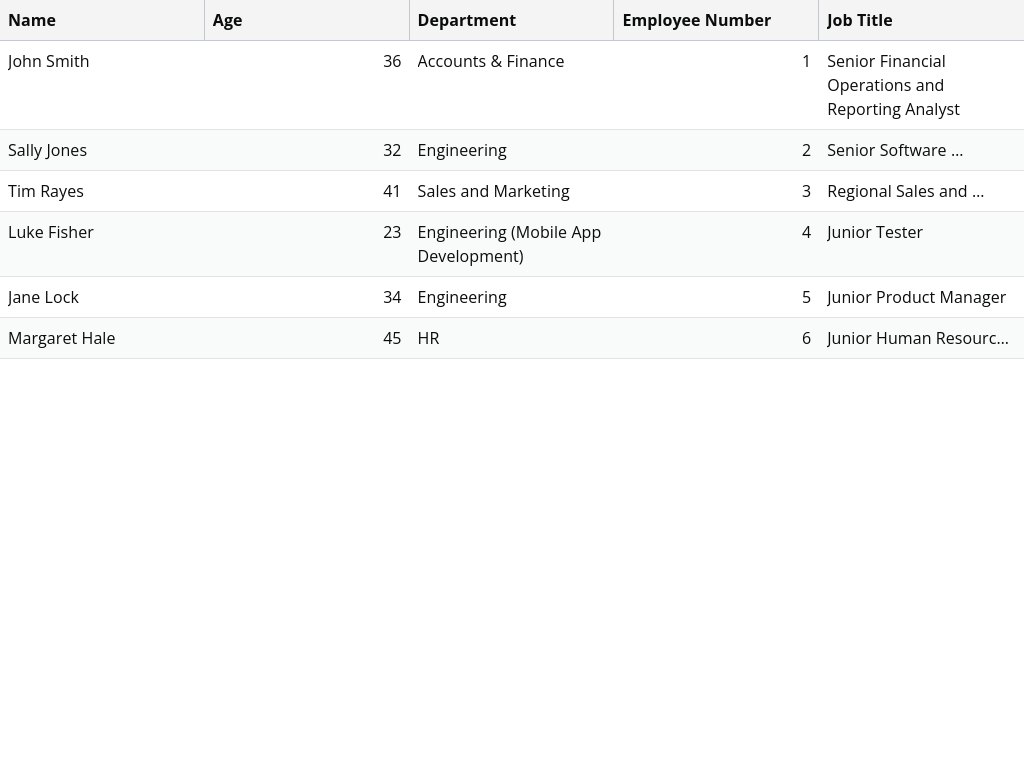 Name Age Department Employee Number Job Title
John Smith 36 Accounts & Finance 1 Senior Financial
Operations and
Reporting Analyst
Sally Jones 32 Engineering 2 Senior Software ...
Tim Rayes 41 Sales and Marketing 3 Regional Sales and ...
Luke Fisher 23 Engineering (Mobile App 4 Junior Tester
Development)
Jane Lock 34 Engineering 5 Junior Product Manager
Margaret Hale 45 HR 6 Junior Human Resourc...